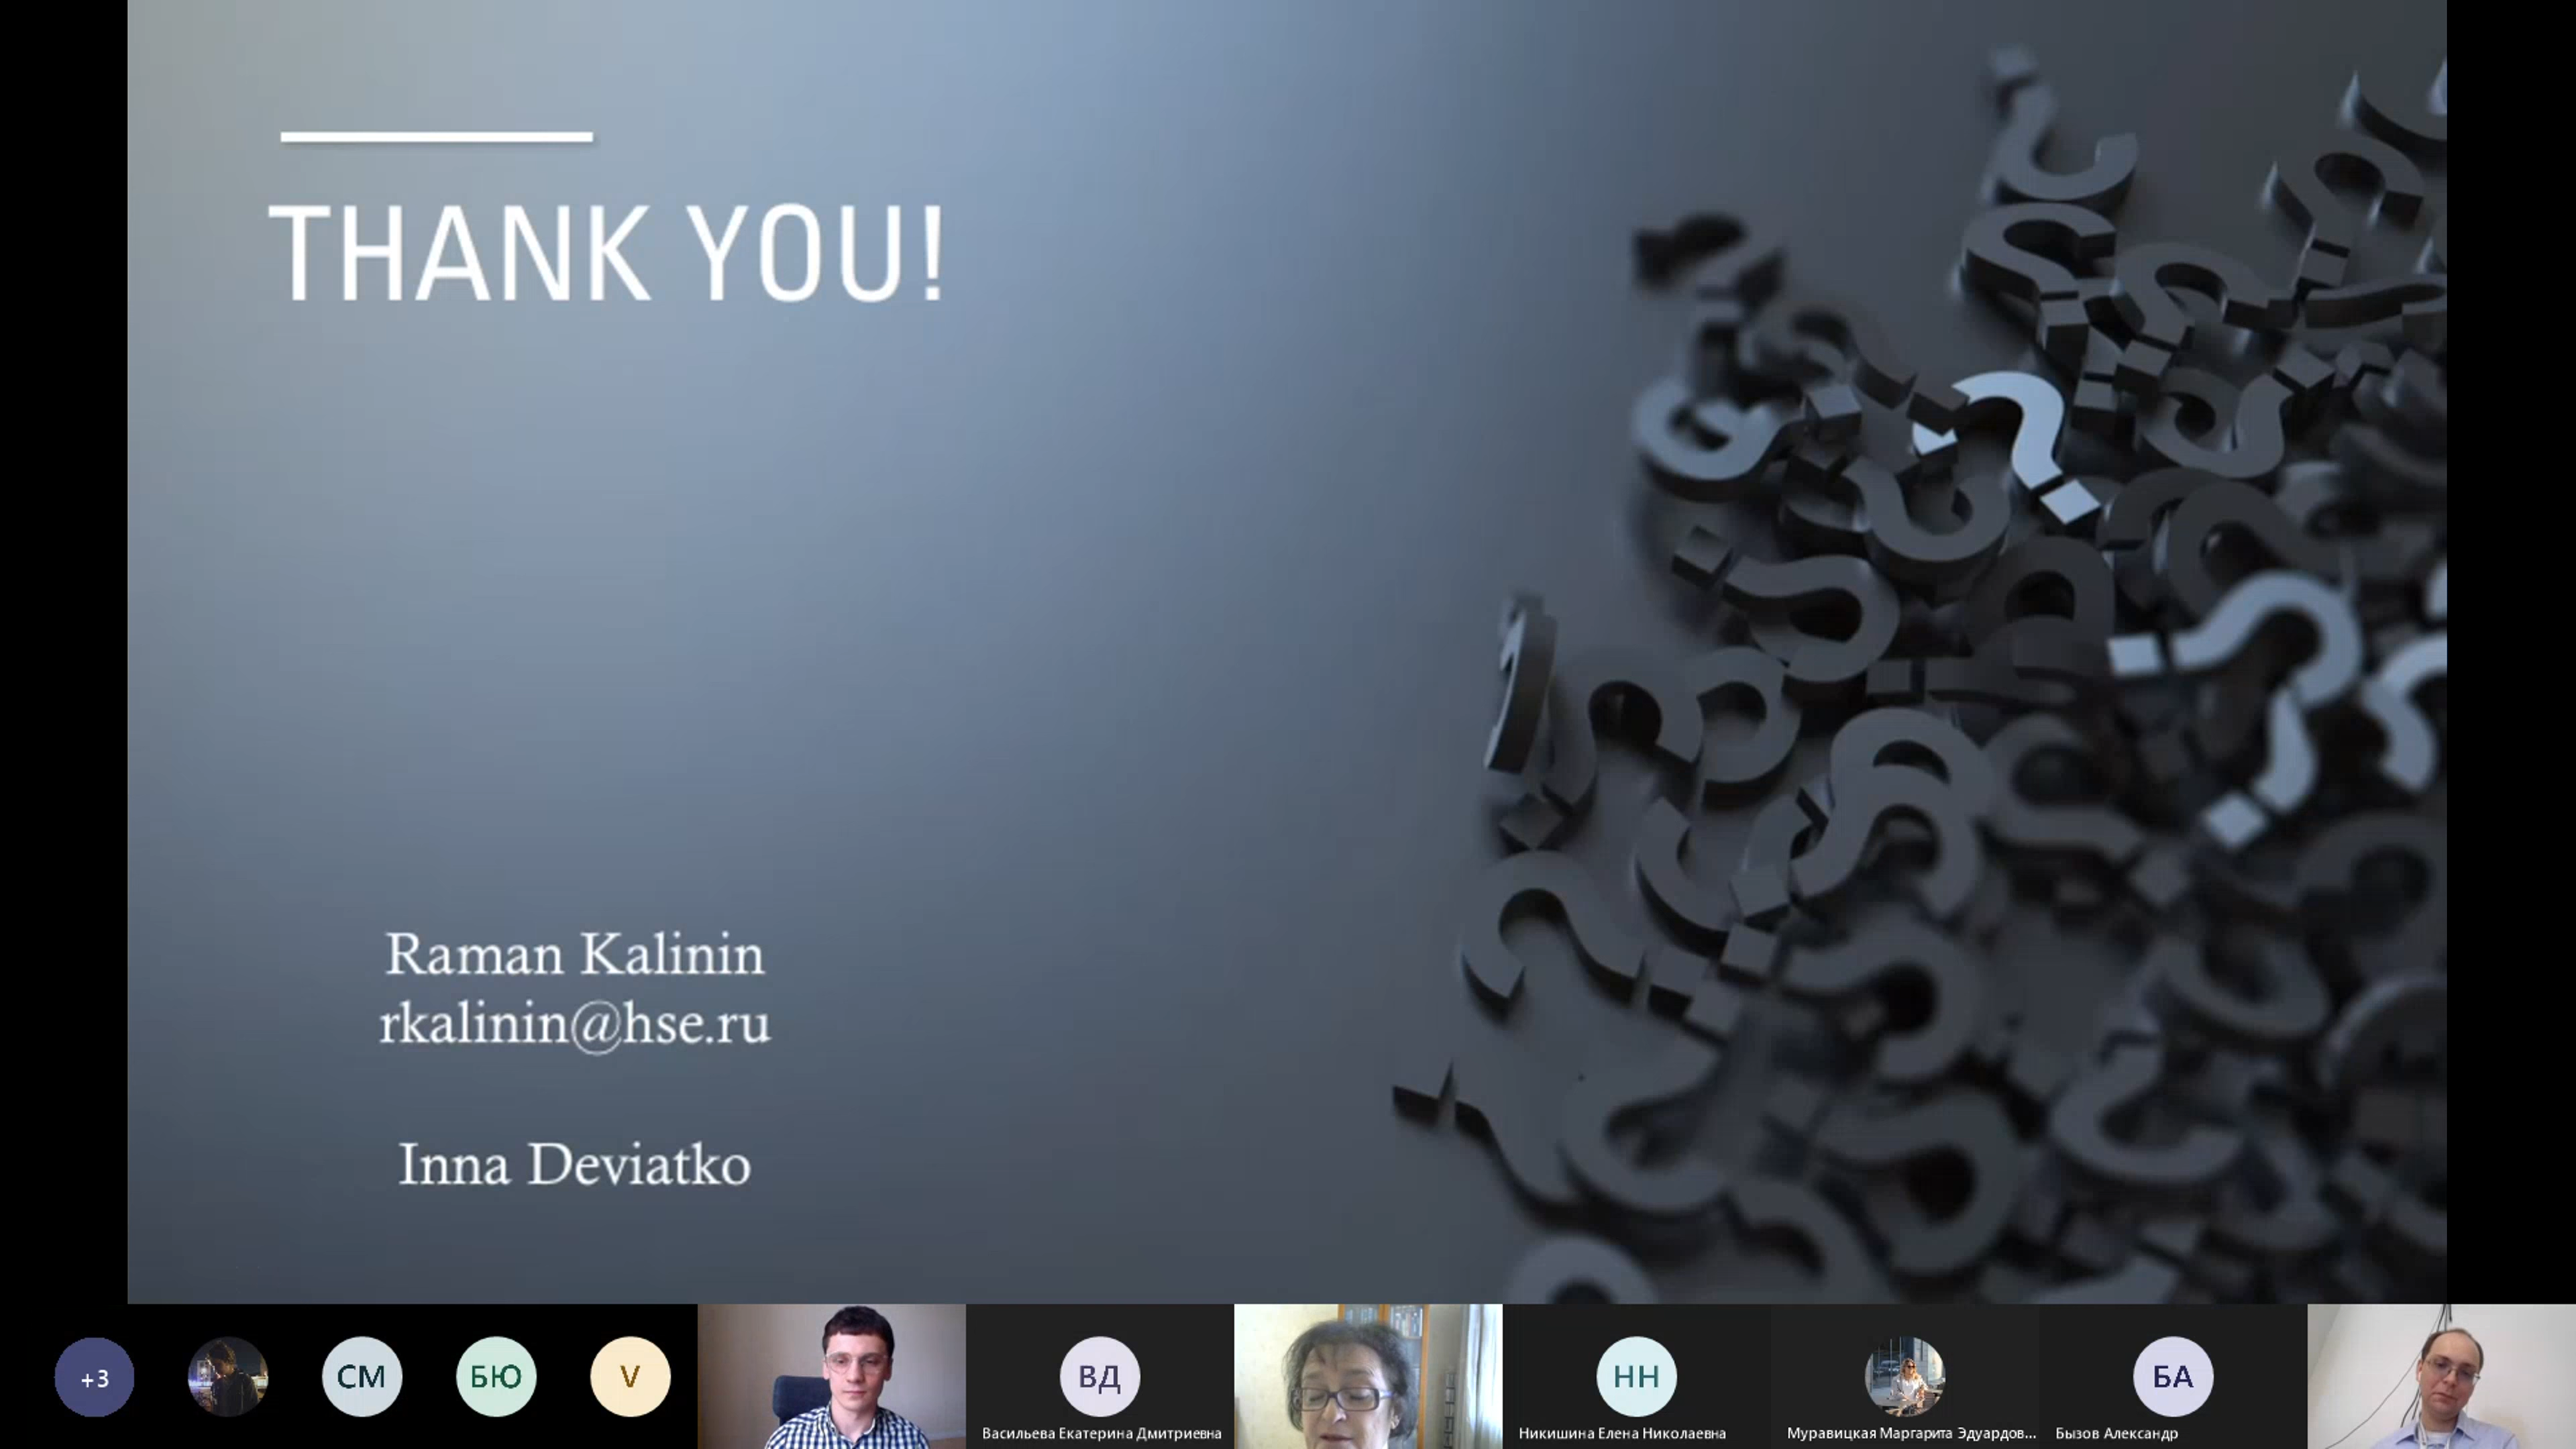 THANK YOU!
Raman Kalinin
rkalinin@hse.ru
Inna Deviatko
+3
СМ
БЮ
V
ВД
Васильева Екатерина Дмитриевна
НН
Никишина Елена Николаевна
Муравицкая Маргарита Эдуардов...
БА
Бызов Александр